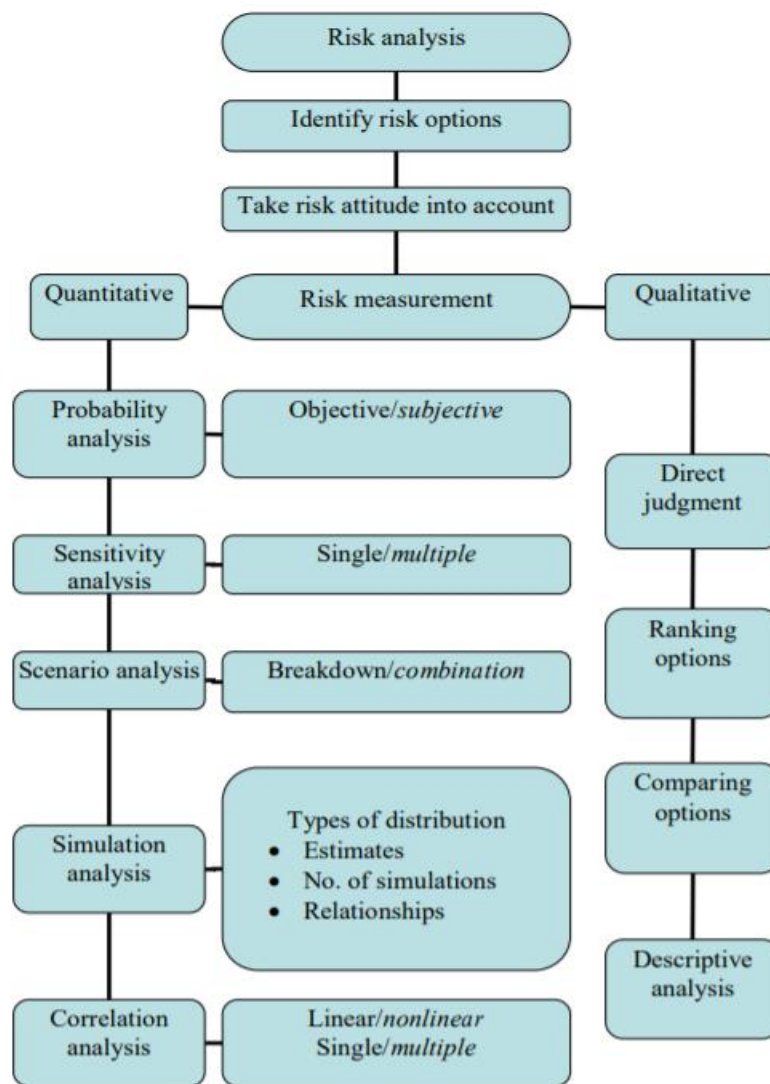 Risk analysis
Identify risk options
Take risk attitude into account
Quantitative
Risk measurement
Qualitative
Probability
analysis
Objective/subjective
Sensitivity
analysis
Single/multiple
Scenario analysis
Breakdown/combination
Simulation
analysis
Types of distribution
• Estimates
• No. of simulations
• Relationships
Correlation
analysis
Linear/nonlinear
Single/multiple
Direct
judgment
Ranking
options
Comparing
options
Descriptive
analysis